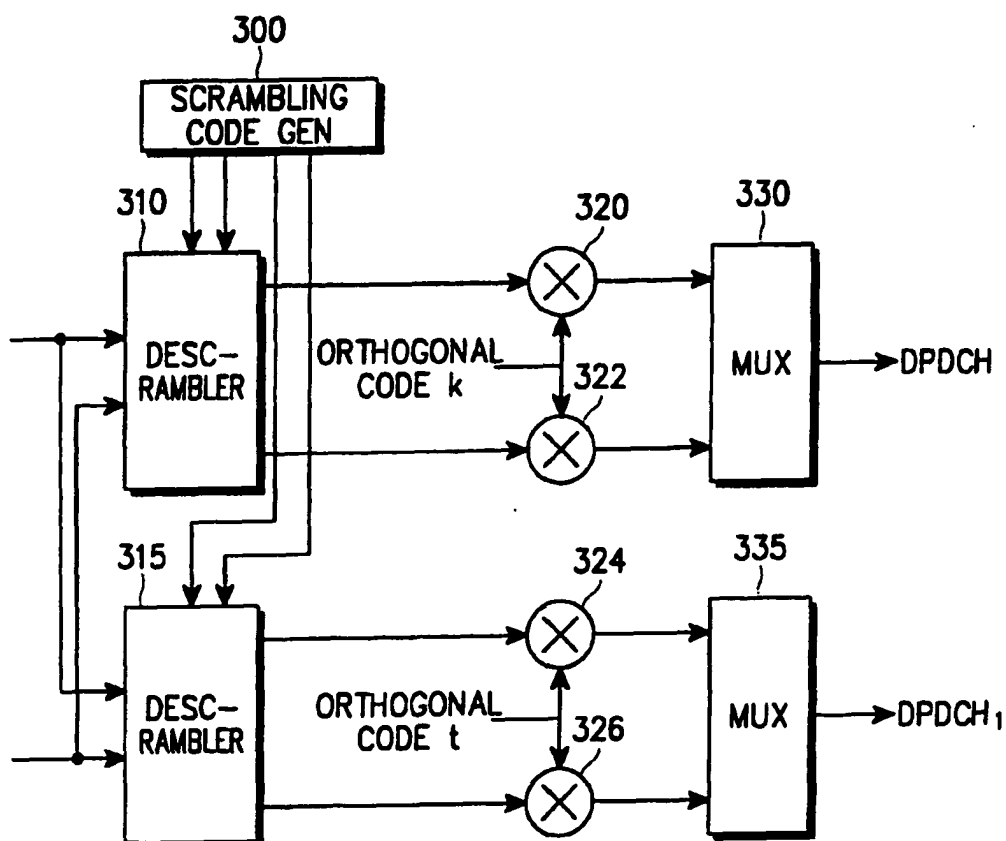 300
SCRAMBLING
CODE GEN
310
320
330
DESC-
RAMBLER
ORTHOGONAL
CODE k
322
MUX
DPDCH
315
324
335
DESC-
RAMBLER
ORTHOGONAL
CODE t
326
MUX
DPDCH1